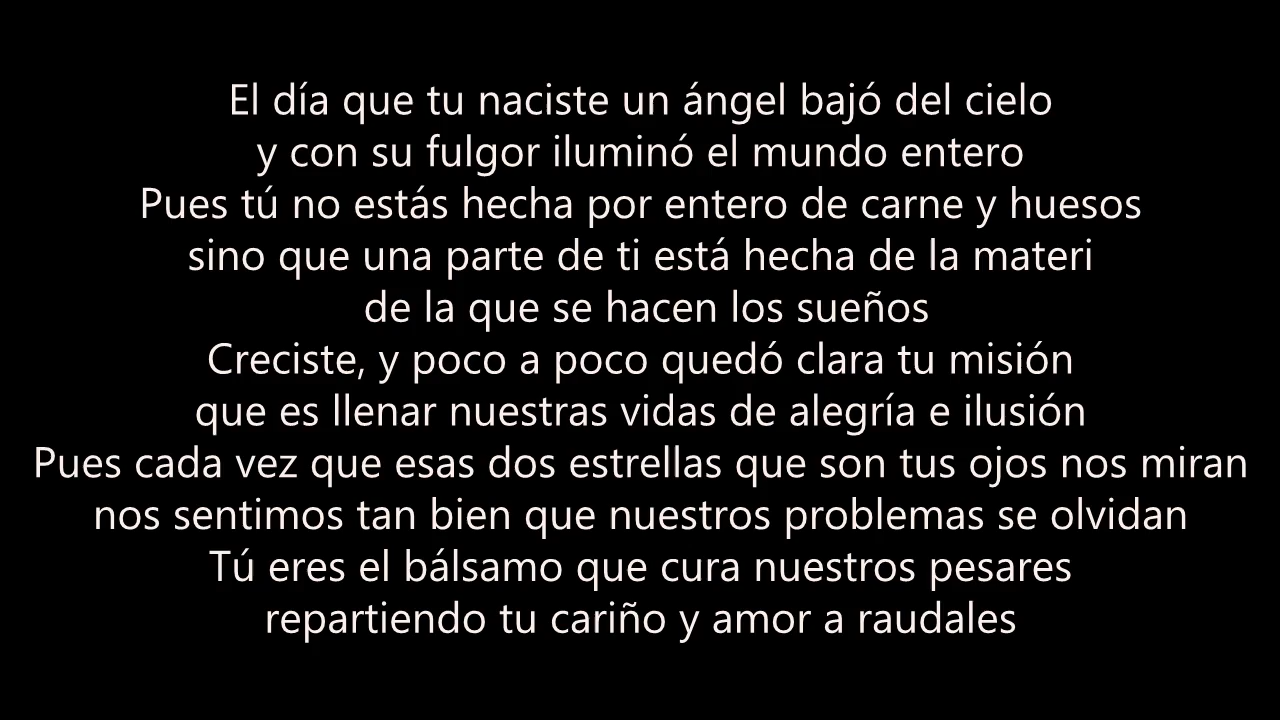 El día que tu naciste un ángel bajó del cielo
y con su fulgor iluminó el mundo entero
Pues tú no estás hecha por entero de carne y huesos
sino que una parte de ti está hecha de la materi
de la que se hacen los sueños
Creciste, y poco a poco quedó clara tu misión
que es llenar nuestras vidas de alegría e ilusión
Pues cada vez que esas dos estrellas que son tus ojos nos miran
nos sentimos tan bien que nuestros problemas se olvidan
Tú eres el bálsamo que cura nuestros pesares
repartiendo tu cariño y amor a raudales